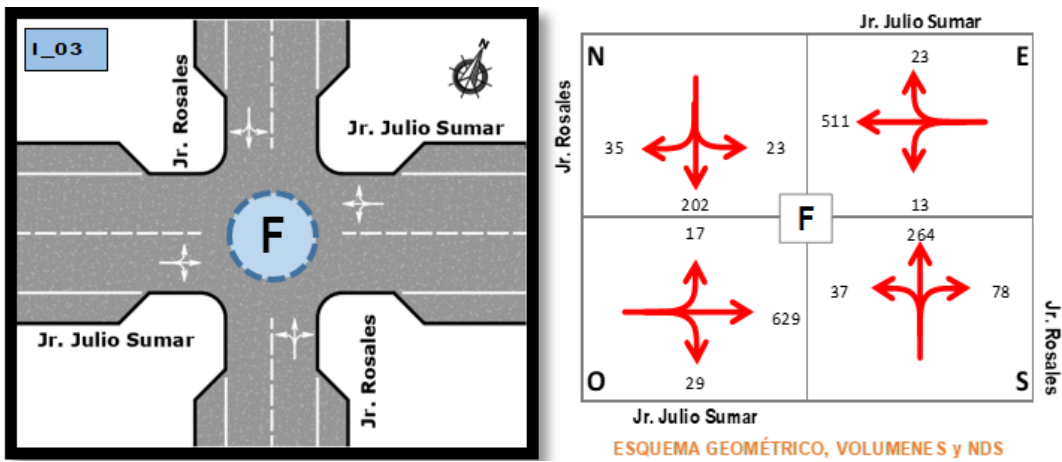 I_03
Jr. Rosales
N
Jr. Julio Sumar
F
Jr. Julio Sumar
Jr. Rosales
Jr. Julio Sumar
N
E
Jr. Rosales
35
23
202
23
511
13
F
17
629
29
O
264
37
78
S
Jr. Rosales
Jr. Julio Sumar
ESQUEMA GEOMÉTRICO, VOLUMENES y NDS